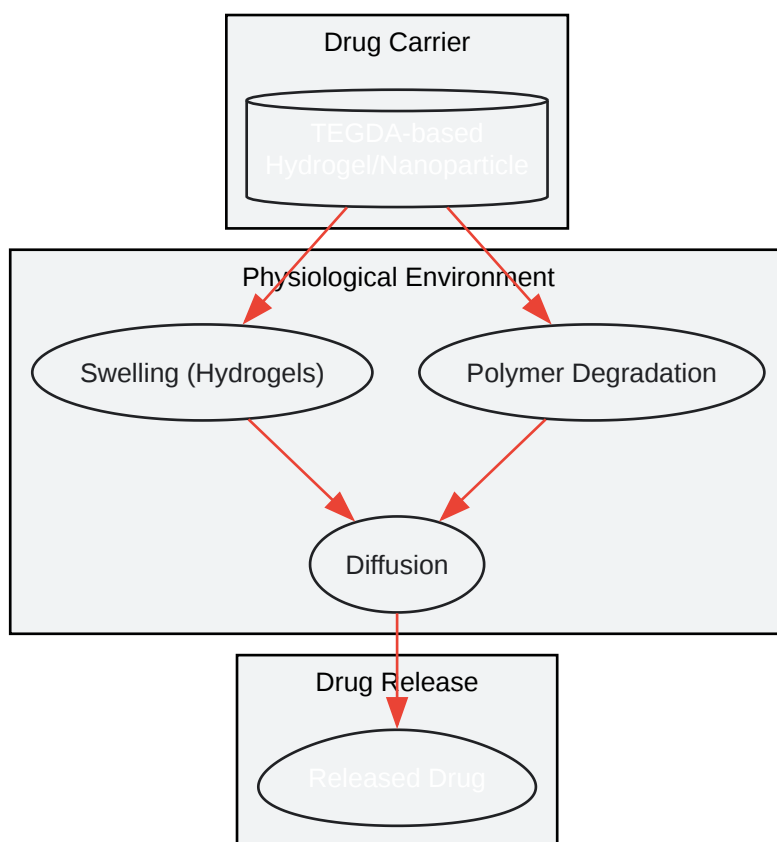 Drug Carrier
TEGDA-based
Hydrogel/Nanoparticle
Physiological Environment
Swelling (Hydrogels)
Polymer Degradation
Diffusion
Drug Release
Released Drug